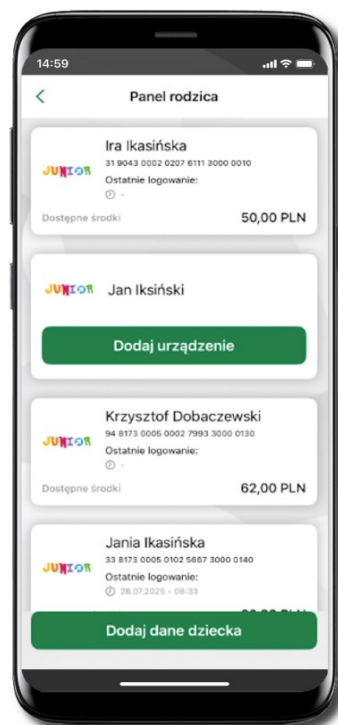 14:59
Panel rodzica
Ira Ikasińska
31 9043 0002 0207 6111 3000 0010
JUNIOR
Ostatnie logowanie:
-
Dostępne środki 50,00 PLN
JUNIOR Jan Iksiński
Dodaj urządzenie
Krzysztof Dobaczewski
94 8173 0005 0002 7993 3000 0130
JUNIOR
Ostatnie logowanie:
-
Dostępne środki 62,00 PLN
Jania Ikasińska
33 8173 0005 0102 5667 3000 0140
JUNIOR
Ostatnie logowanie:
28.07.2025 - 08:33
Dodaj dane dziecka